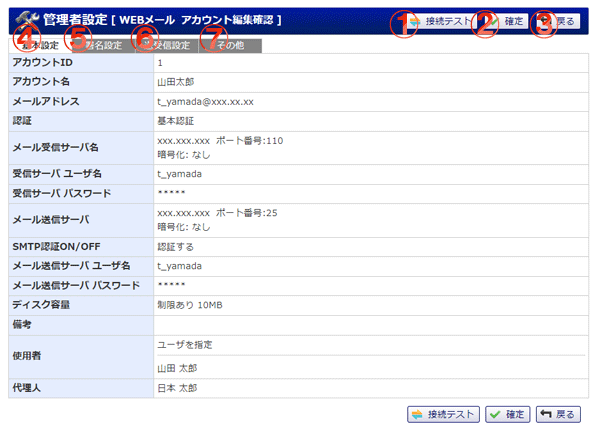 管理者設定 [ WEBメール アカウント編集確認 ]
① 接続テスト ② 確定 ③ 戻る
④ 基本設定 ⑤ 署名設定 ⑥ 送受信設定 ⑦ その他
アカウントID 1
アカウント名 山田太郎
メールアドレス t_yamada@xxx.xx.xx
認証 基本認証
メール受信サーバ名 xxx.xxx.xxx ポート番号:110
暗号化: なし
受信サーバ ユーザ名 t_yamada
受信サーバ パスワード *****
メール送信サーバ xxx.xxx.xxx ポート番号:25
暗号化: なし
SMTP認証ON/OFF 認証する
メール送信サーバ ユーザ名 t_yamada
メール送信サーバ パスワード *****
ディスク容量 制限あり 10MB
備考
使用者 ユーザを指定
山田 太郎
代理人 日本 太郎
接続テスト 確定 戻る